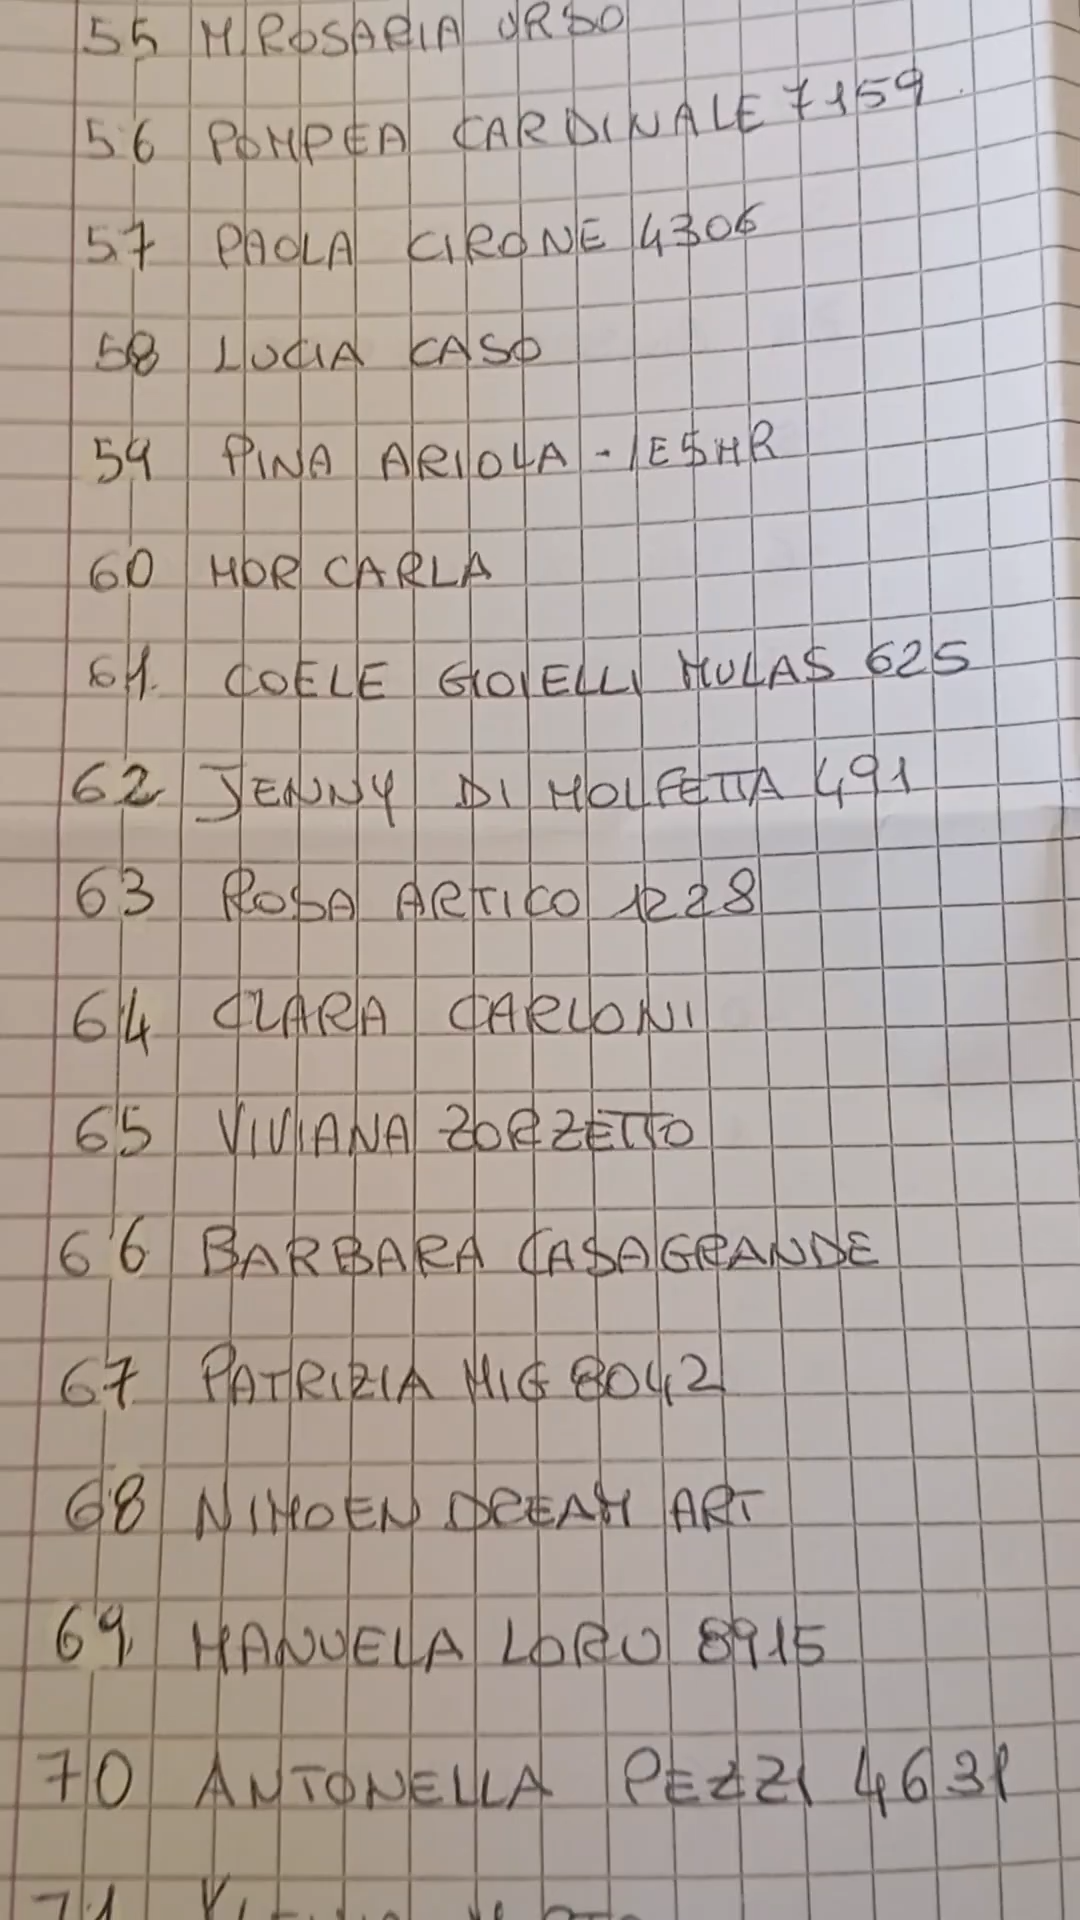 55 M ROSARIA URSO
56 POMPEA CARDINALE 7159
57 PAOLA CIRONE 4306
58 LUCIA CASO
59 PINA ARIOLA - IESHR
60 MOR CARLA
61. COELE GIOIELLI MULAS 625
62 JENNY DI MOLFETTA 491
63 ROSA ARTICO 1228
64 CLARA CARLONI
65 VIVIANA ZORZETTO
66 BARBARA CASAGRANDE
67 PATRIZIA MIG 8042
68 NIMOEN DREAM ART
69 MANUELA LORU 8915
70 ANTONELLA PEZZI 4631
71